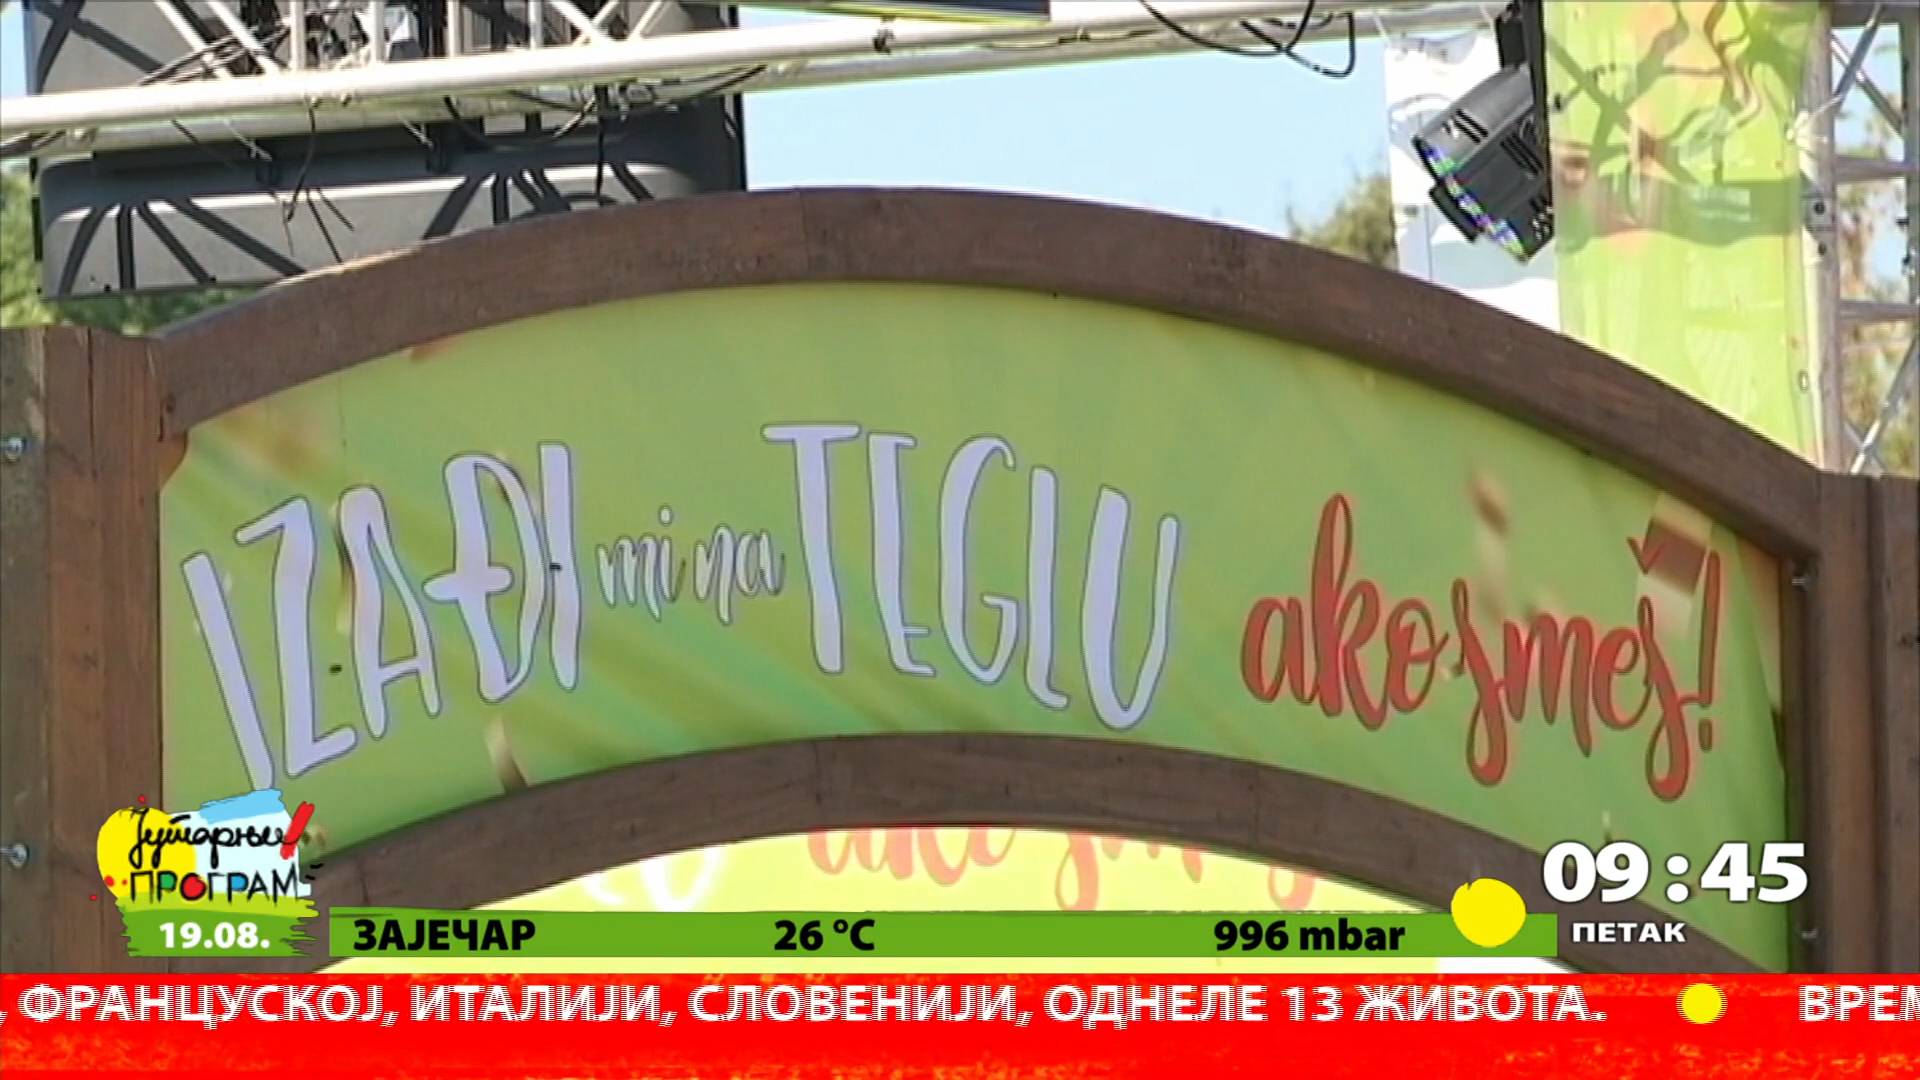 IZAĐI mi na TEGLU ako smeš!
Јутарњи
ПРОГРАМ
19.08.
ЗАЈЕЧАР 26 °C 996 mbar
09:45
ПЕТАК
, ФРАНЦУСКОЈ, ИТАЛИЈИ, СЛОВЕНИЈИ, ОДНЕЛЕ 13 ЖИВОТА. ВРЕМ